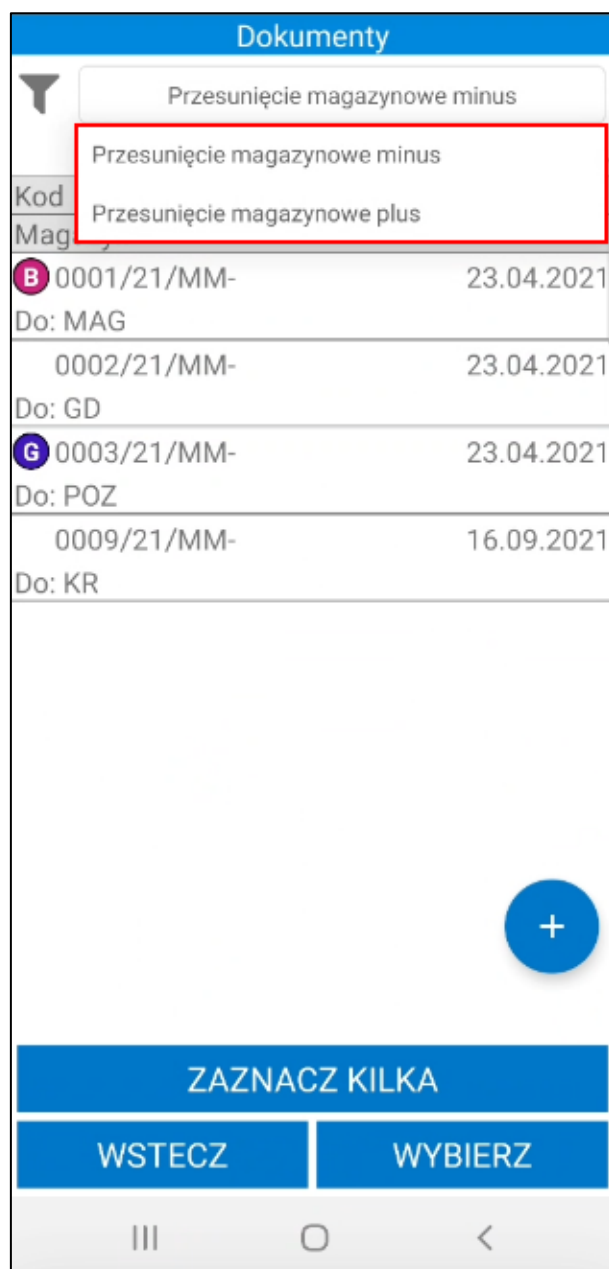 Dokumenty
Przesunięcie magazynowe minus
Przesunięcie magazynowe minus
Kod
Przesunięcie magazynowe plus
B 0001/21/MM- 23.04.2021
Do: MAG
0002/21/MM- 23.04.2021
Do: GD
G 0003/21/MM- 23.04.2021
Do: POZ
0009/21/MM- 16.09.2021
Do: KR
+
ZAZNACZ KILKA
WSTECZ WYBIERZ